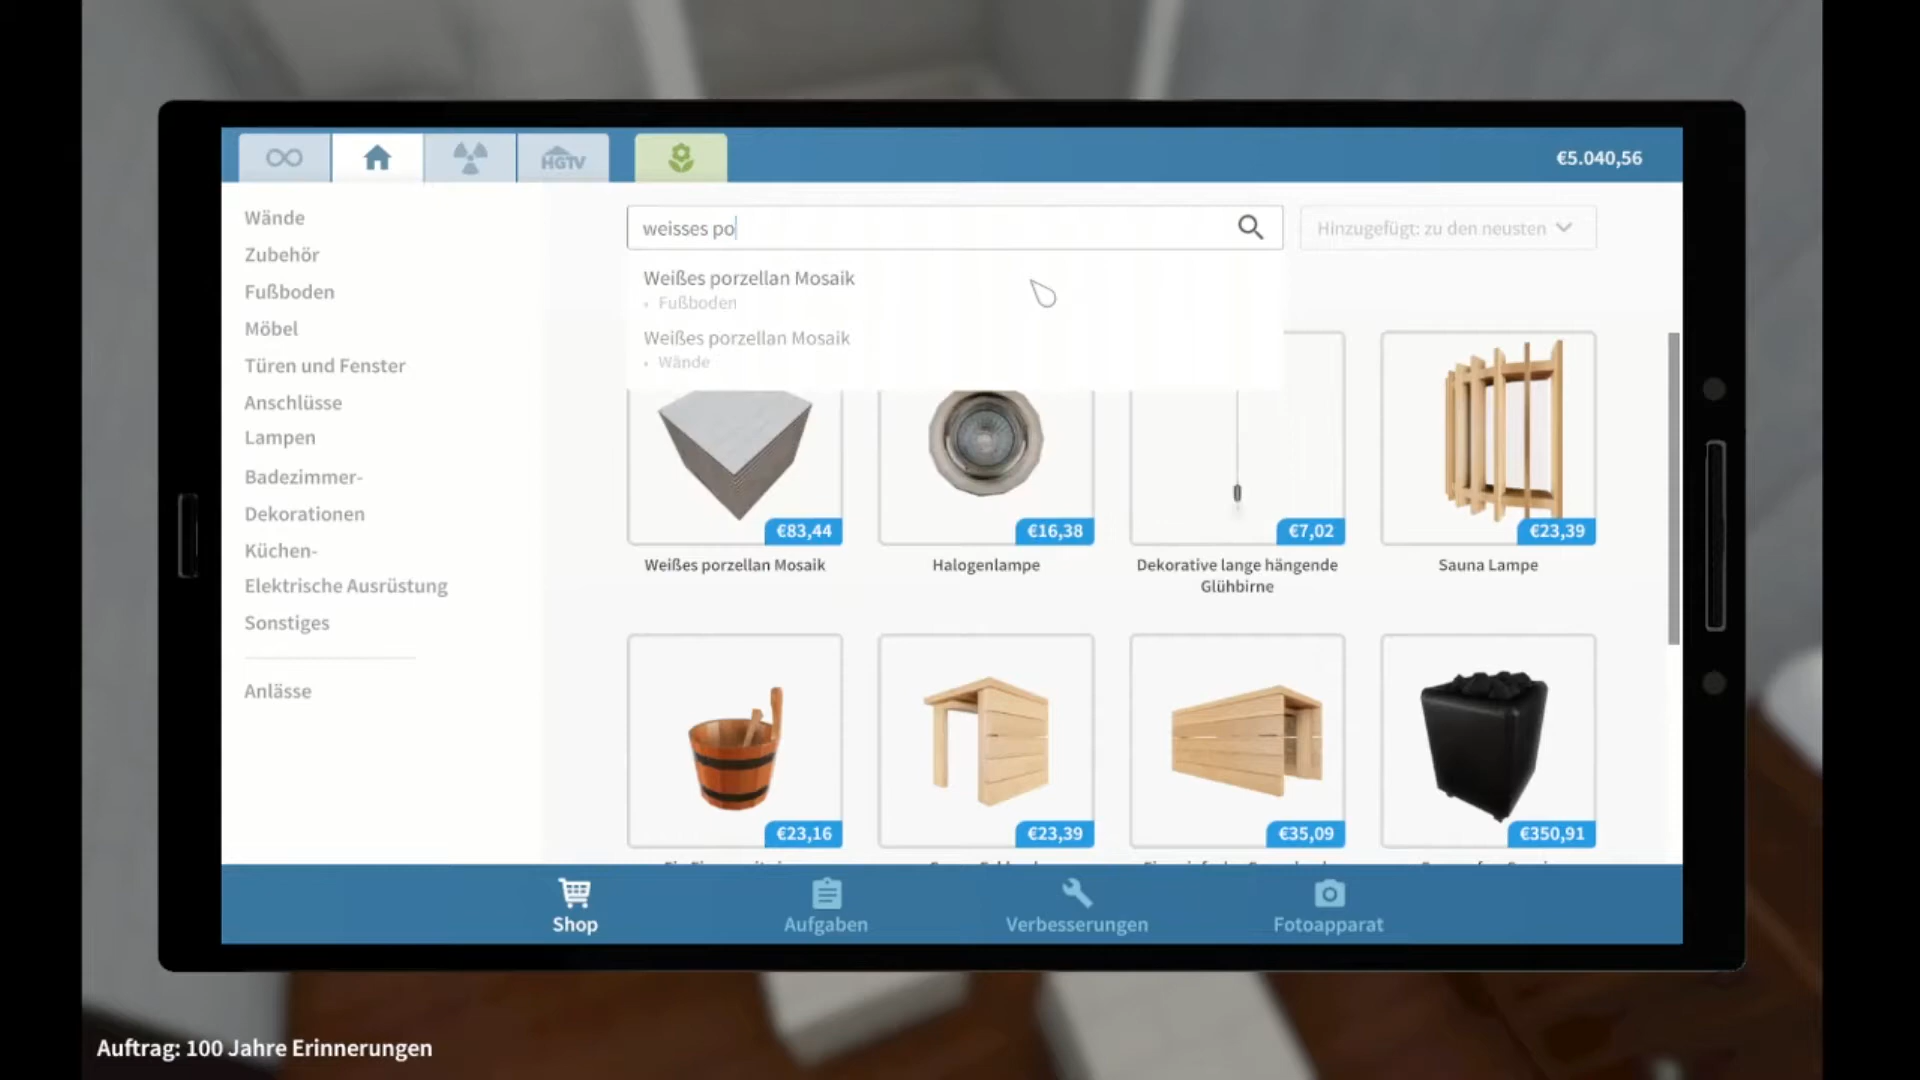 HGTV
€5.040,56
Wände
Zubehör
Fußboden
Möbel
Türen und Fenster
Anschlüsse
Lampen
Badezimmer-
Dekorationen
Küchen-
Elektrische Ausrüstung
Sonstiges
Anlässe
weisses po
Hinzugefügt: zu den neusten
Weißes porzellan Mosaik
• Fußboden
Weißes porzellan Mosaik
• Wände
€83,44
€16,38
€7,02
€23,39
Weißes porzellan Mosaik
Halogenlampe
Dekorative lange hängende
Glühbirne
Sauna Lampe
€23,16
€23,39
€35,09
€350,91
Shop
Aufgaben
Verbesserungen
Fotoapparat
Auftrag: 100 Jahre Erinnerungen